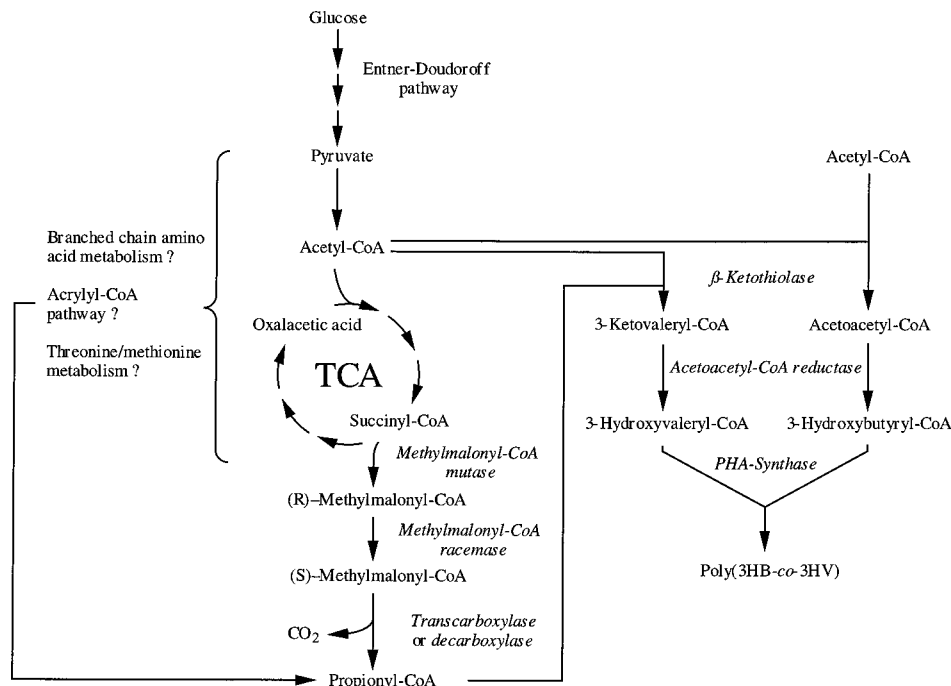 Glucose
Entner-Doudoroff
pathway
Pyruvate
Acetyl-CoA
Branched chain amino
acid metabolism ?
Acetyl-CoA
ß-Ketothiolase
Acrylyl-CoA
pathway ?
Oxalacetic acid
3-Ketovaleryl-CoA
Acetoacetyl-CoA
Threonine/methionine
metabolism ?
TCA
Acetoacetyl-CoA reductase
Succinyl-CoA
3-Hydroxyvaleryl-CoA
3-Hydroxybutyryl-CoA
Methylmalonyl-CoA
mutase
PHA-Synthase
(R)–Methylmalonyl-CoA
Methylmalonyl-CoA
racemase
(S)–Methylmalonyl-CoA
Poly(3HB-co-3HV)
CO2
Transcarboxylase
or decarboxylase
Propionyl-CoA